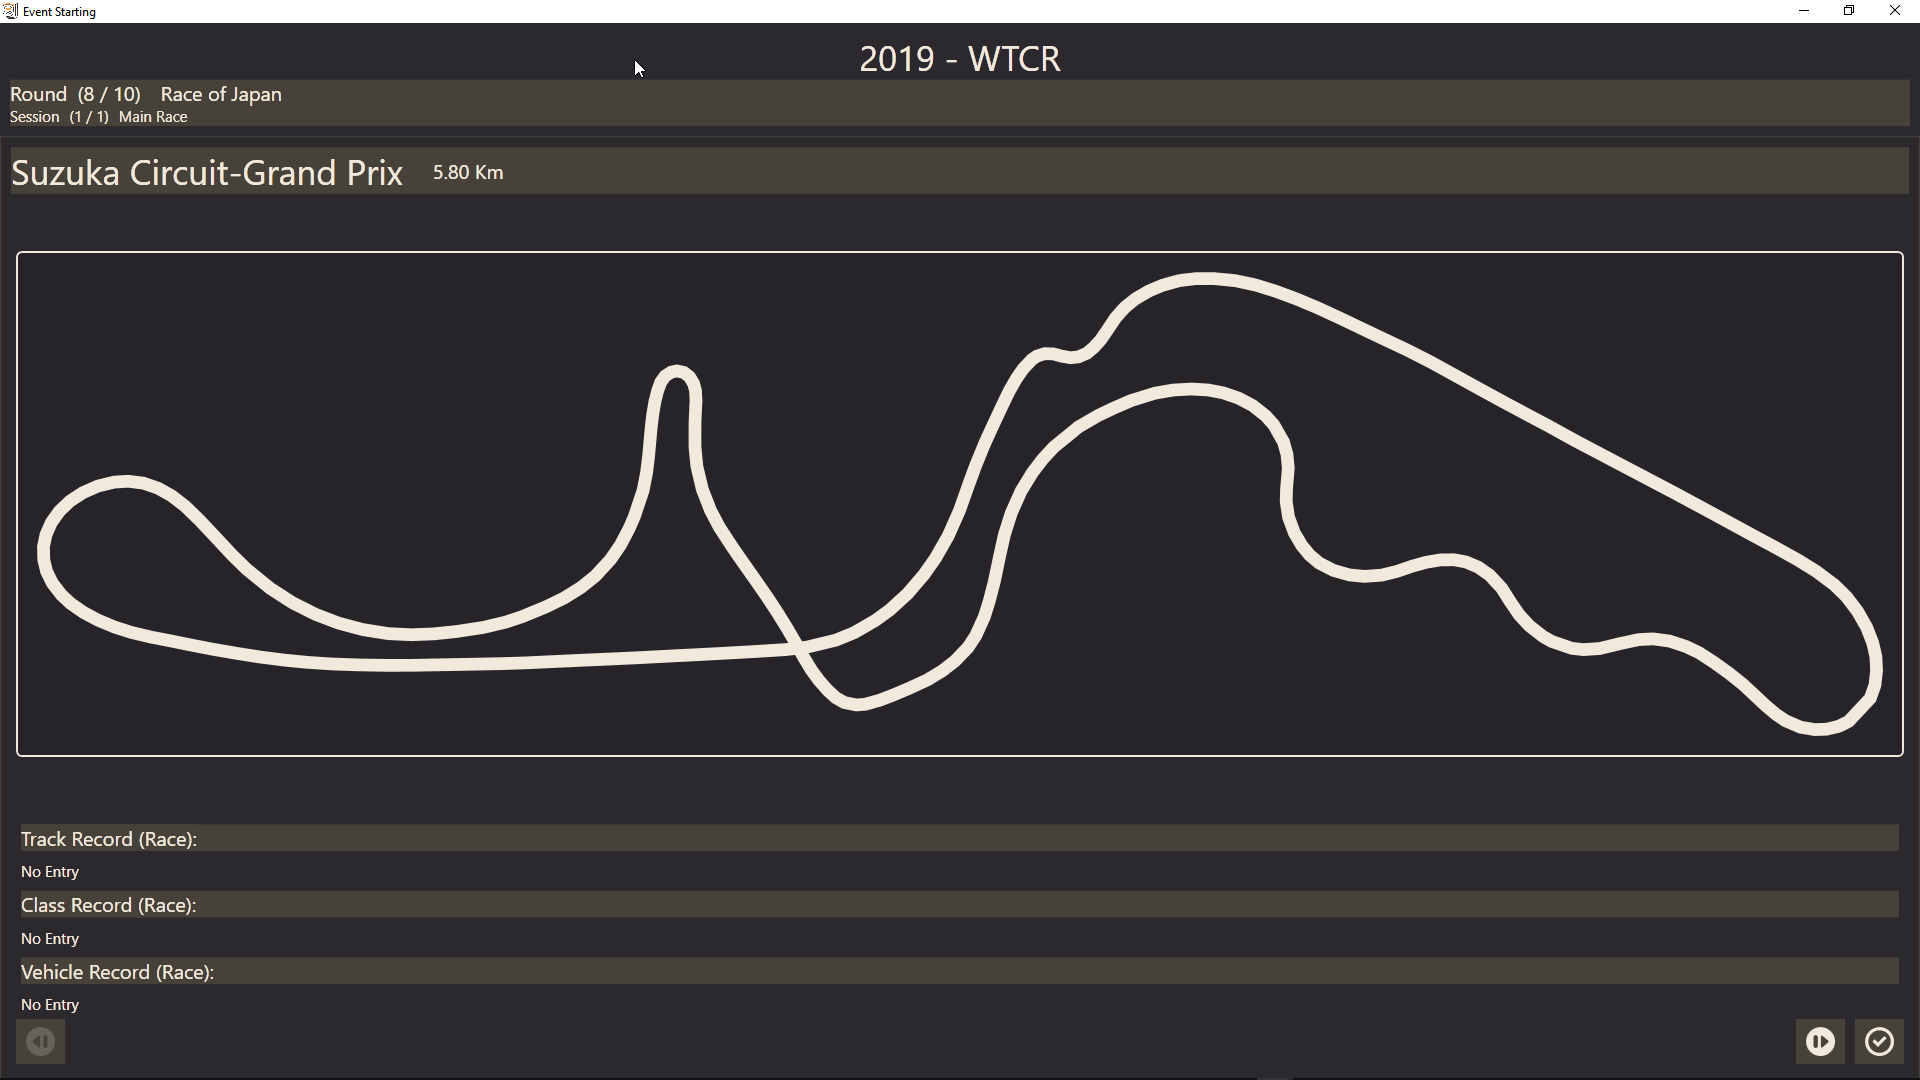 Event Starting
2019 - WTCR
Round (8 / 10) Race of Japan
Session (1 / 1) Main Race
Suzuka Circuit-Grand Prix 5.80 Km
Track Record (Race):
No Entry
Class Record (Race):
No Entry
Vehicle Record (Race):
No Entry